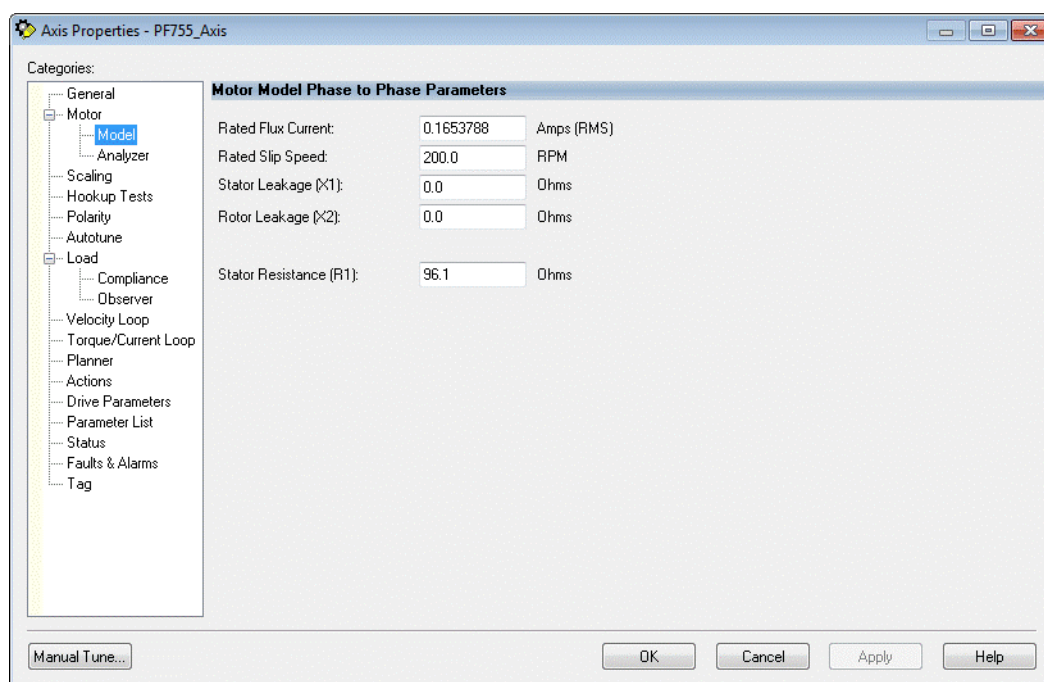 Axis Properties - PF755_Axis
Categories:
General
Motor
Model
Analyzer
Scaling
Hookup Tests
Polarity
Autotune
Load
Compliance
Observer
Velocity Loop
Torque/Current Loop
Planner
Actions
Drive Parameters
Parameter List
Status
Faults & Alarms
Tag
Motor Model Phase to Phase Parameters
Rated Flux Current: 0.1653788 Amps (RMS)
Rated Slip Speed: 200.0 RPM
Stator Leakage (X1): 0.0 Ohms
Rotor Leakage (X2): 0.0 Ohms
Stator Resistance (R1): 96.1 Ohms
Manual Tune... OK Cancel Apply Help